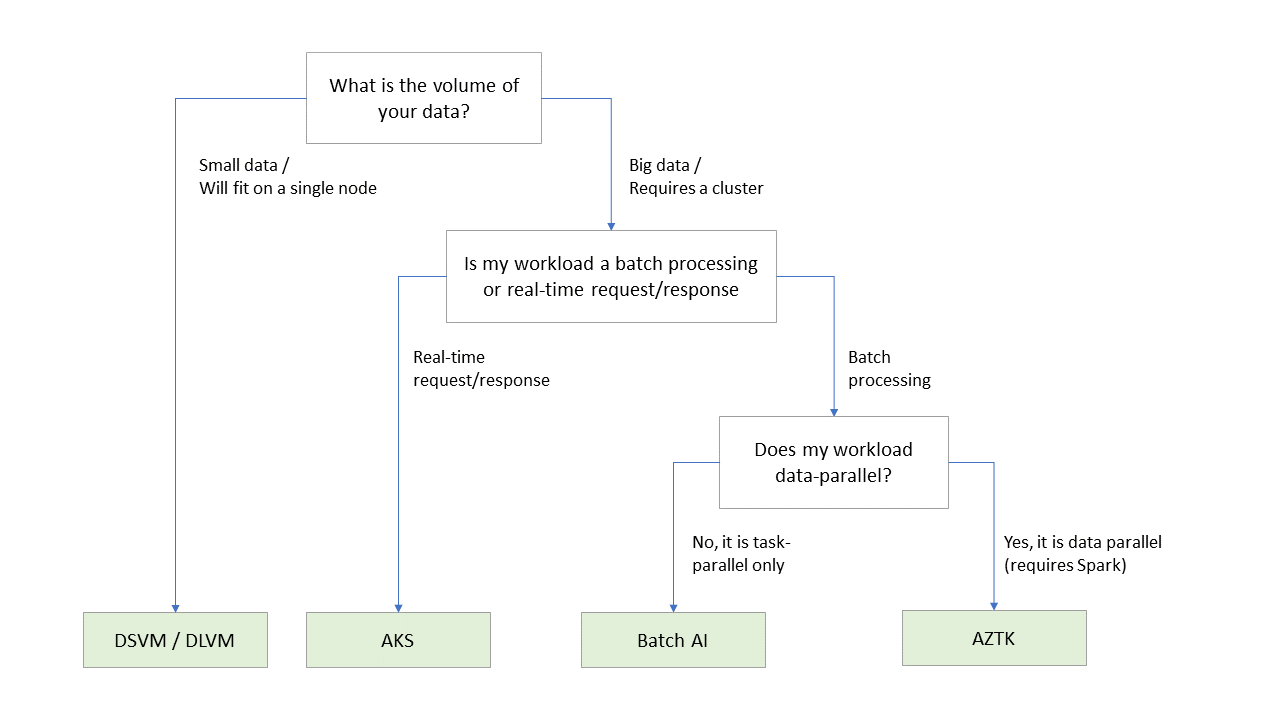 What is the volume of
your data?
Small data /
Will fit on a single node
Big data /
Requires a cluster
Is my workload a batch processing
or real-time request/response
Real-time
request/response
Batch
processing
Does my workload
data-parallel?
No, it is task-
parallel only
Yes, it is data parallel
(requires Spark)
DSVM / DLVM
AKS
Batch AI
AZTK